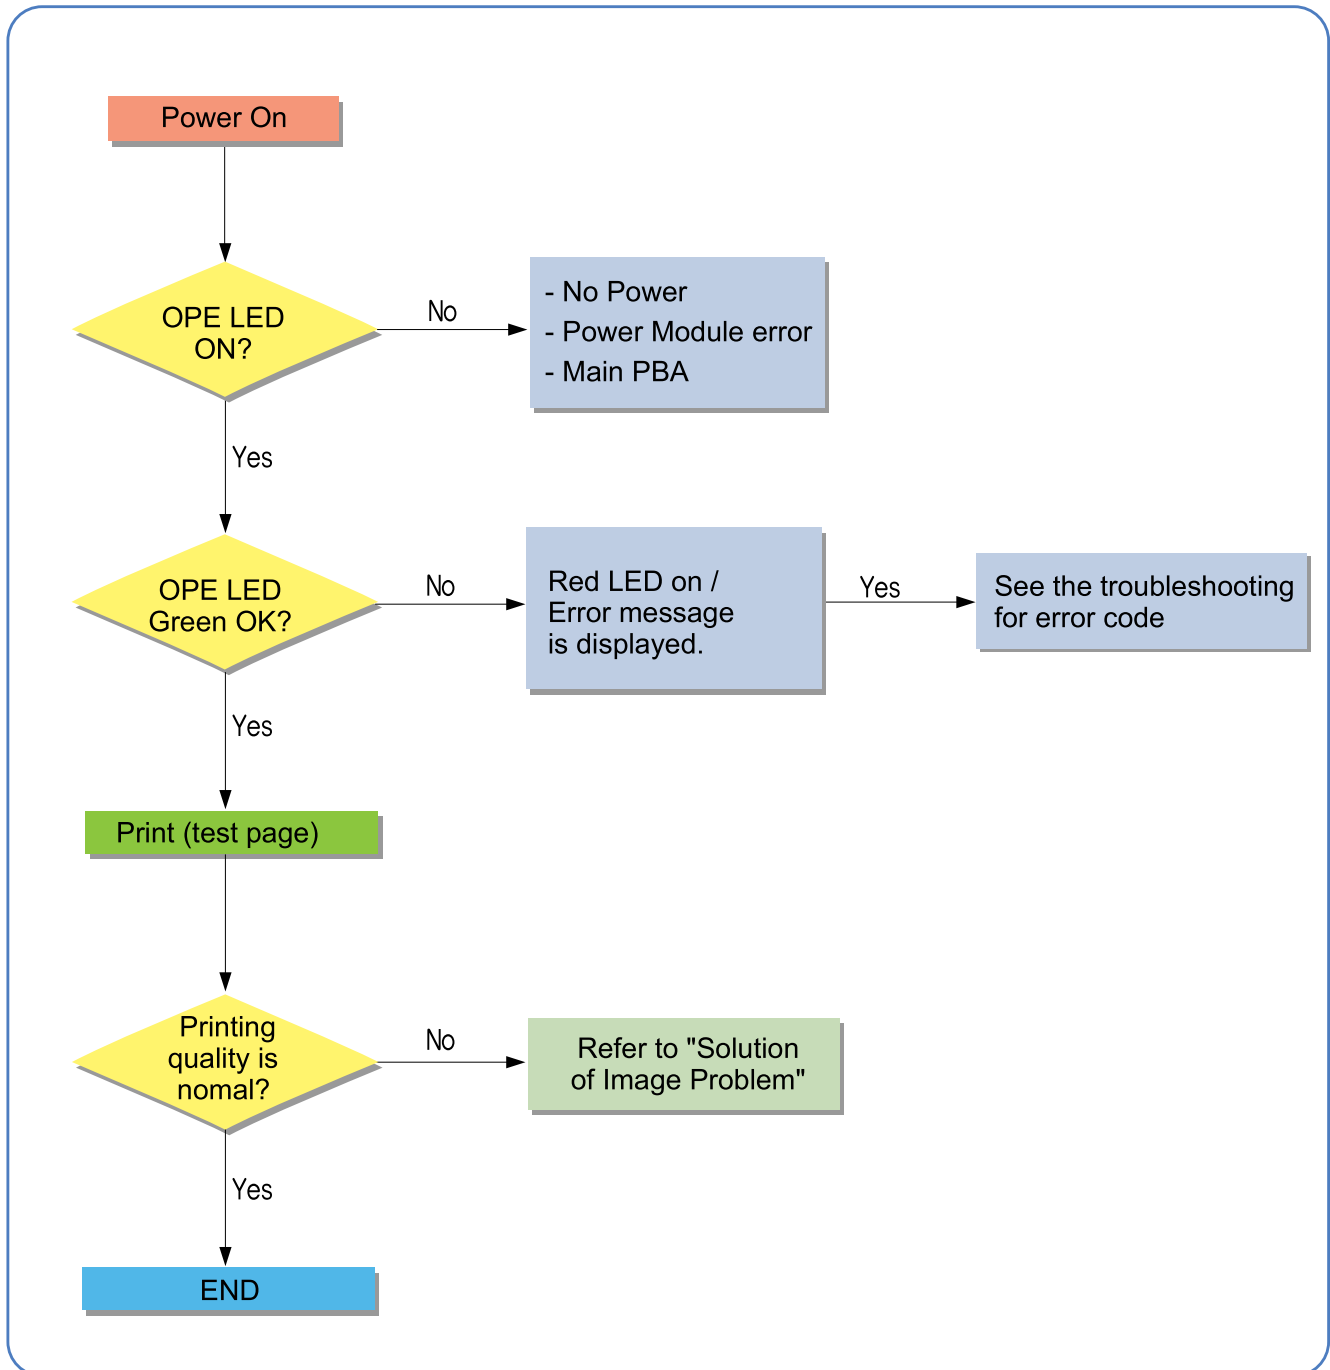 Power On
OPE LED
ON?
No
- No Power
- Power Module error
- Main PBA
Yes
OPE LED
Green OK?
No
Red LED on /
Error message
is displayed.
Yes
See the troubleshooting
for error code
Yes
Print (test page)
Printing
quality is
nomal?
No
Refer to "Solution
of Image Problem"
Yes
END